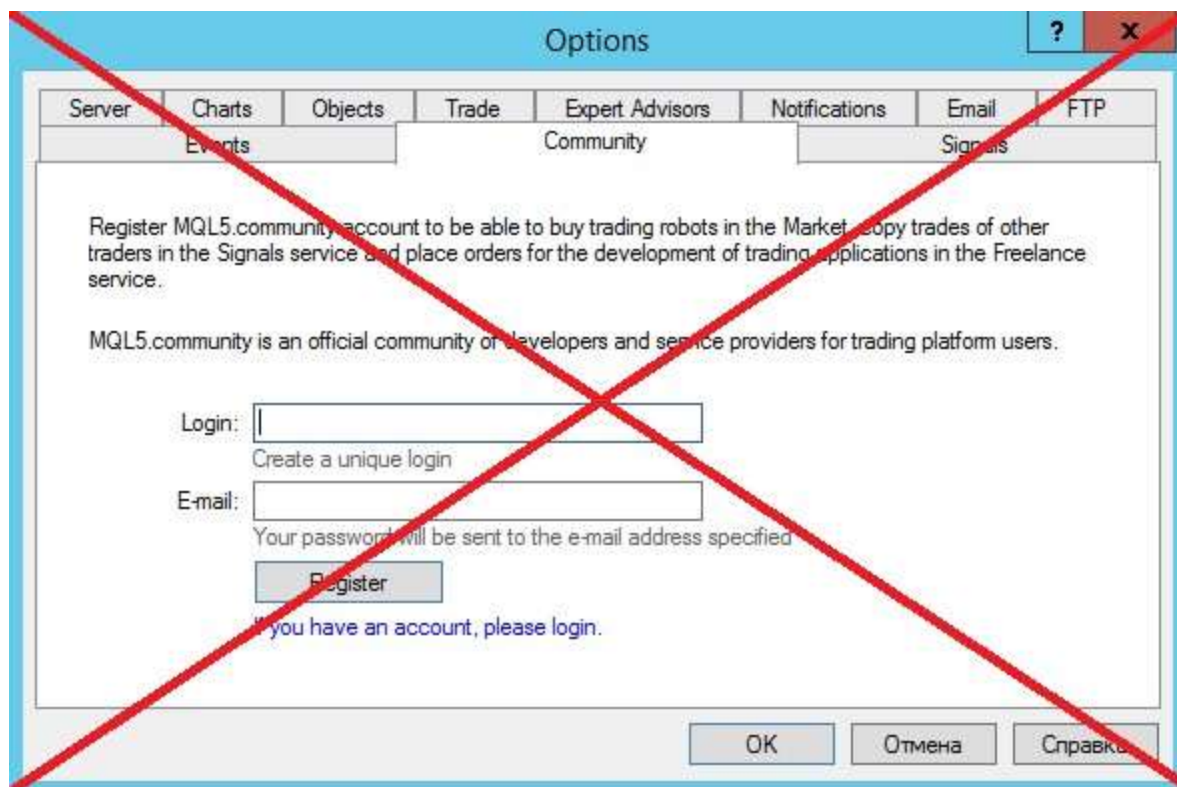 Options
? x
Server Charts Objects Trade Expert Advisors Notifications Email FTP
Events Community Signals
Register MQL5.community account to be able to buy trading robots in the Market, copy trades of other
traders in the Signals service and place orders for the development of trading applications in the Freelance
service.
MQL5.community is an official community of developers and service providers for trading platform users.
Login:
Create a unique login
E-mail:
Your password will be sent to the e-mail address specified
Register
If you have an account, please login.
OK Отмена Справка